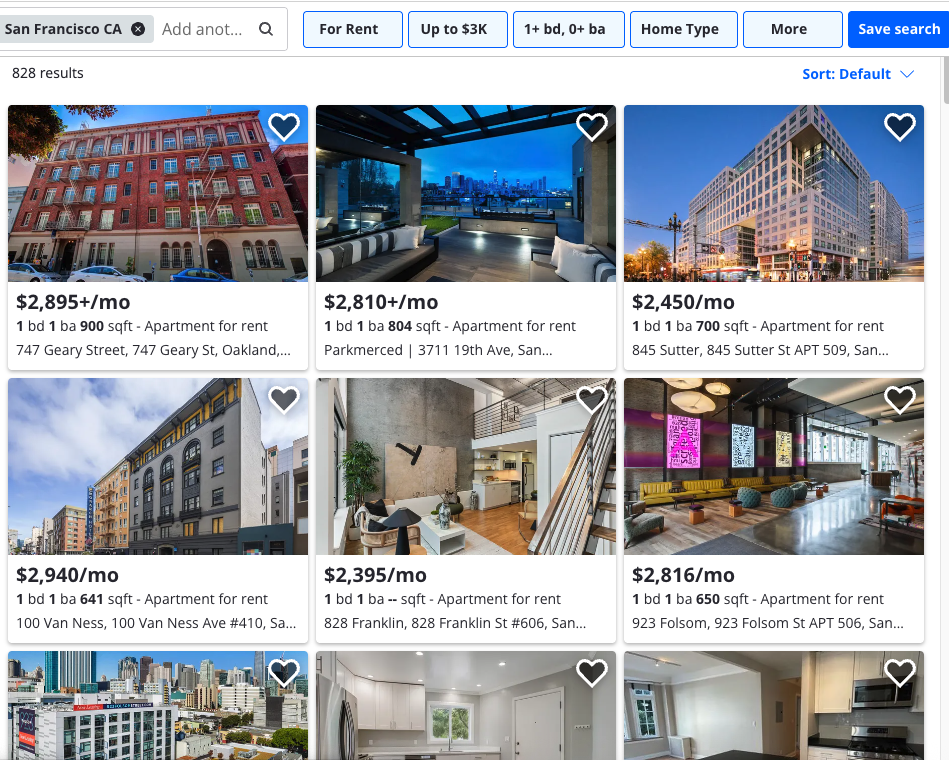 San Francisco CA
Add anot...
For Rent
Up to $3K
1+ bd, 0+ ba
Home Type
More
Save search
828 results
Sort: Default
$2,895+/mo
1 bd 1 ba 900 sqft - Apartment for rent
747 Geary Street, 747 Geary St, Oakland,...
$2,810+/mo
1 bd 1 ba 804 sqft - Apartment for rent
Parkmerced | 3711 19th Ave, San...
$2,450/mo
1 bd 1 ba 700 sqft - Apartment for rent
845 Sutter, 845 Sutter St APT 509, San...
$2,940/mo
1 bd 1 ba 641 sqft - Apartment for rent
100 Van Ness, 100 Van Ness Ave #410, Sa...
$2,395/mo
1 bd 1 ba -- sqft - Apartment for rent
828 Franklin, 828 Franklin St #606, San...
$2,816/mo
1 bd 1 ba 650 sqft - Apartment for rent
923 Folsom, 923 Folsom St APT 506, San...